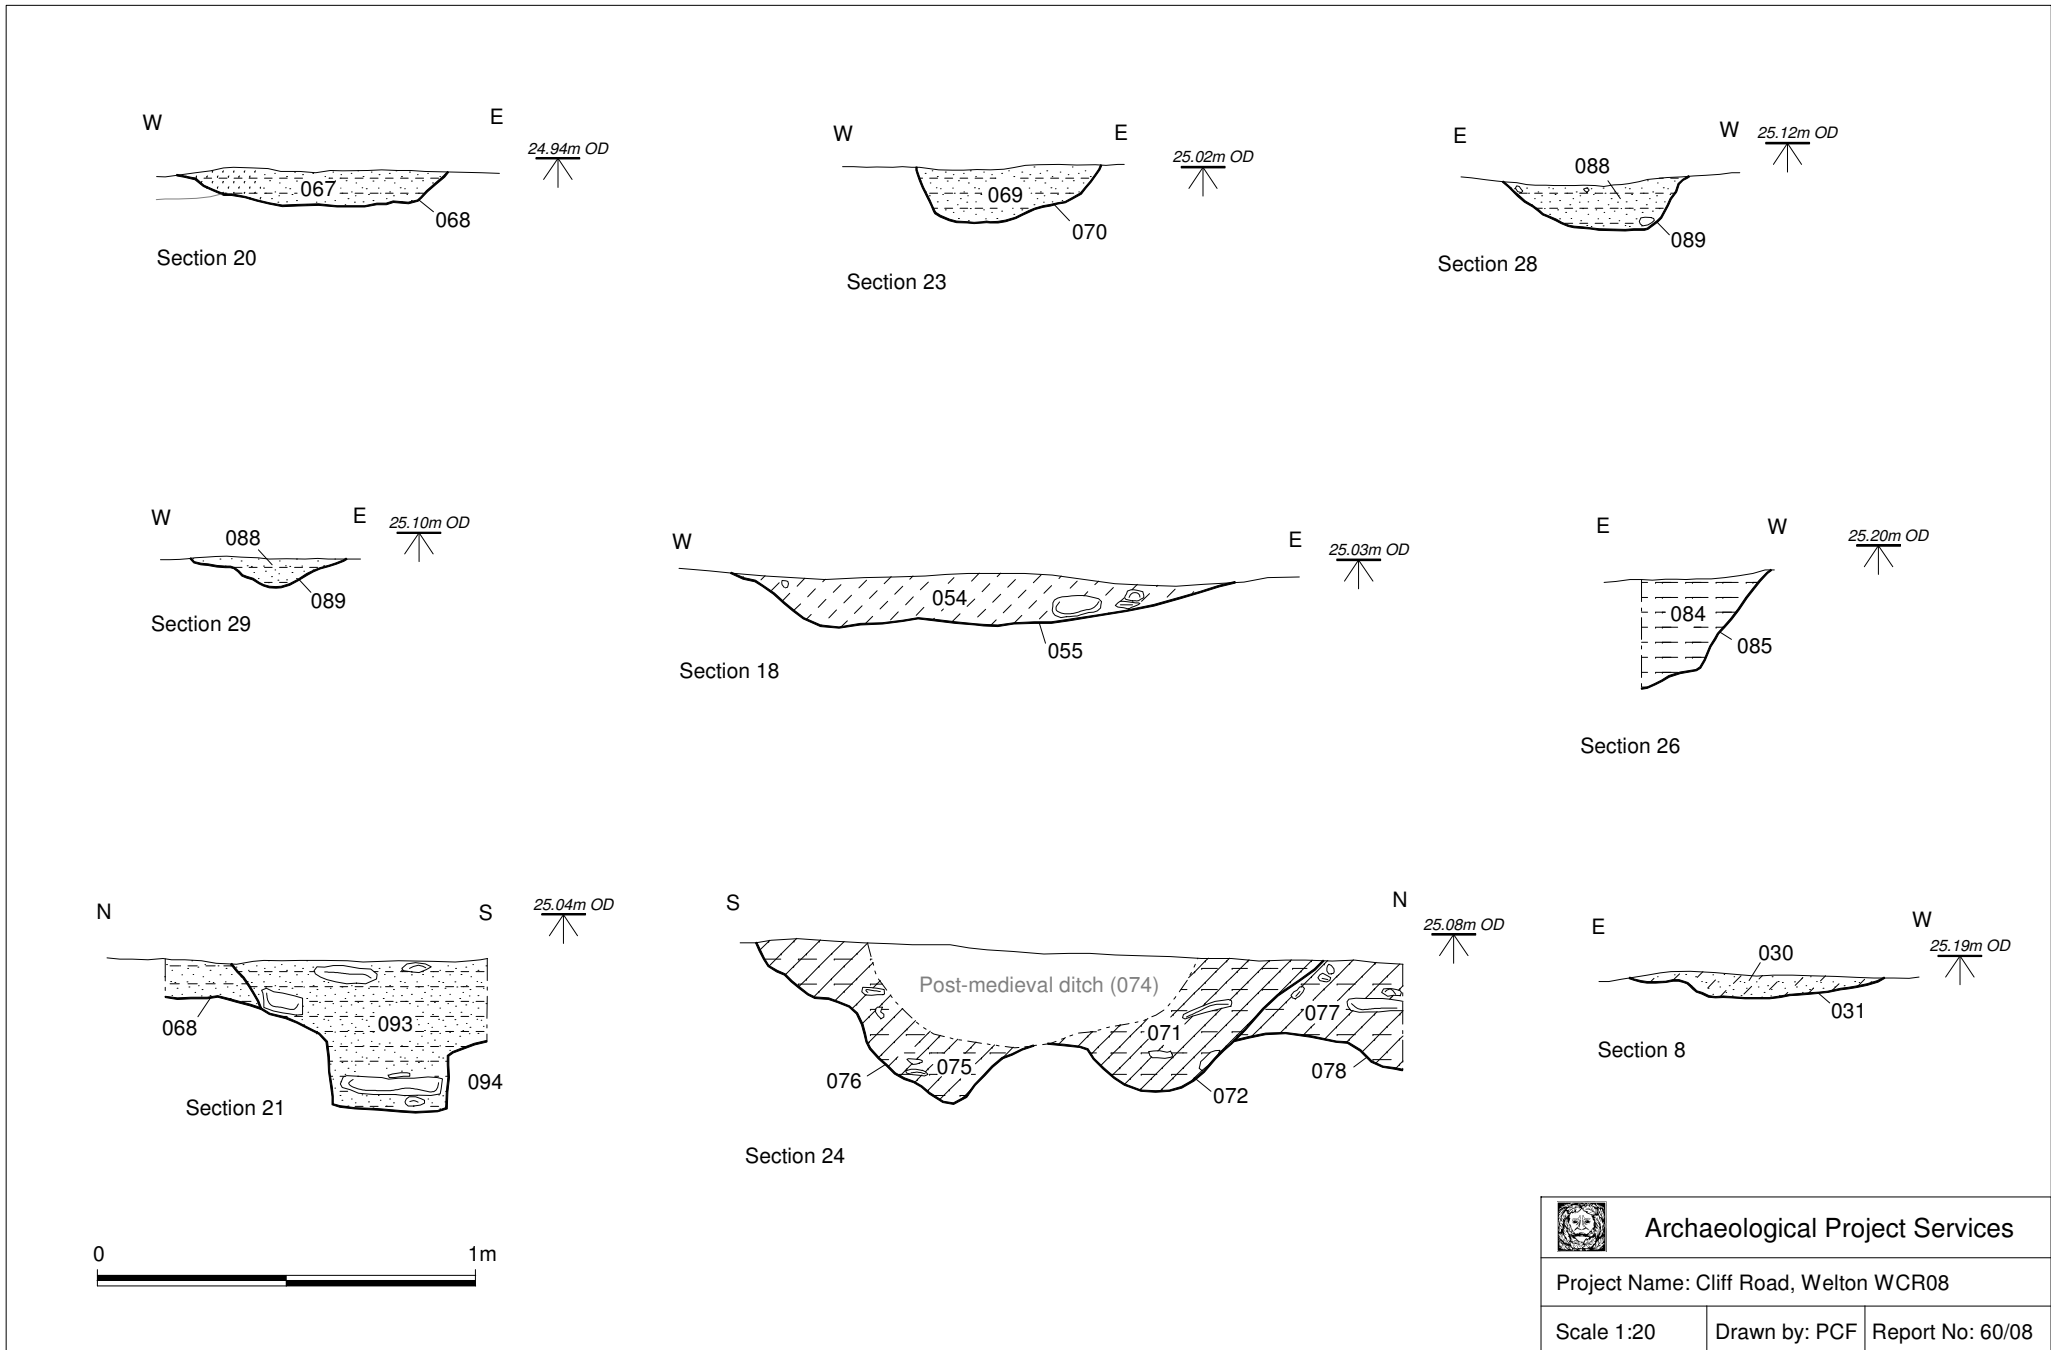 W
E
24.94m OD
067
068
Section 20
W
E
25.02m OD
069
070
Section 23
E
W
25.12m OD
088
089
Section 28
W
E
25.10m OD
088
089
Section 29
W
E
25.03m OD
054
055
Section 18
E
W
25.20m OD
084
085
Section 26
N
S
25.04m OD
068
093
094
Section 21
S
N
25.08m OD
Post-medieval ditch (074)
071
077
075
076
078
072
Section 24
E
W
25.19m OD
030
031
Section 8
0
1m
Archaeological Project Services
Project Name: Cliff Road, Welton WCR08
Scale 1:20
Drawn by: PCF
Report No: 60/08